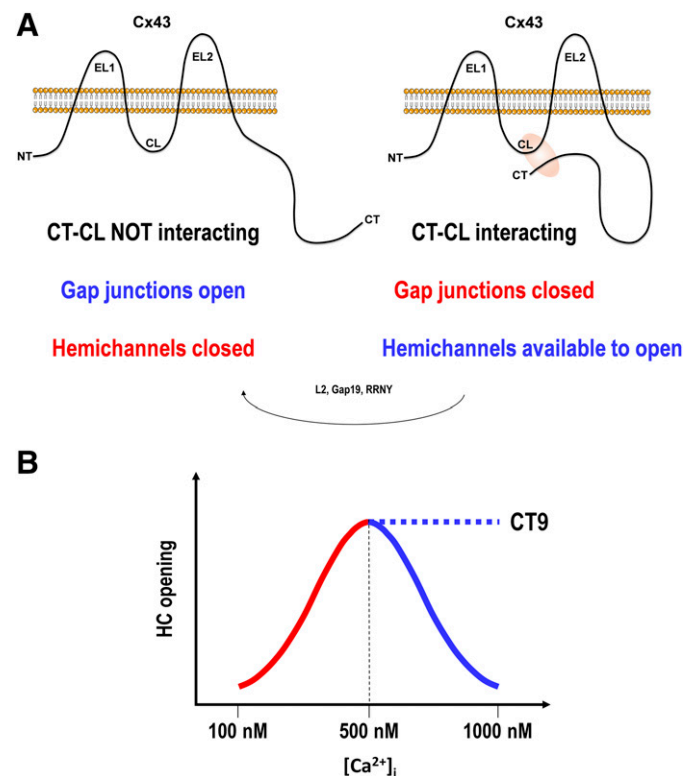 A
Cx43
EL1
EL2
NT
CL
CT
CT-CL NOT interacting
Gap junctions open
Hemichannels closed
Cx43
EL1
EL2
NT
CL
CT
CT-CL interacting
Gap junctions closed
Hemichannels available to open
L2, Gap19, RRNY
B
HC opening
CT9
100 nM
500 nM
1000 nM
[Ca²⁺]ᵢ